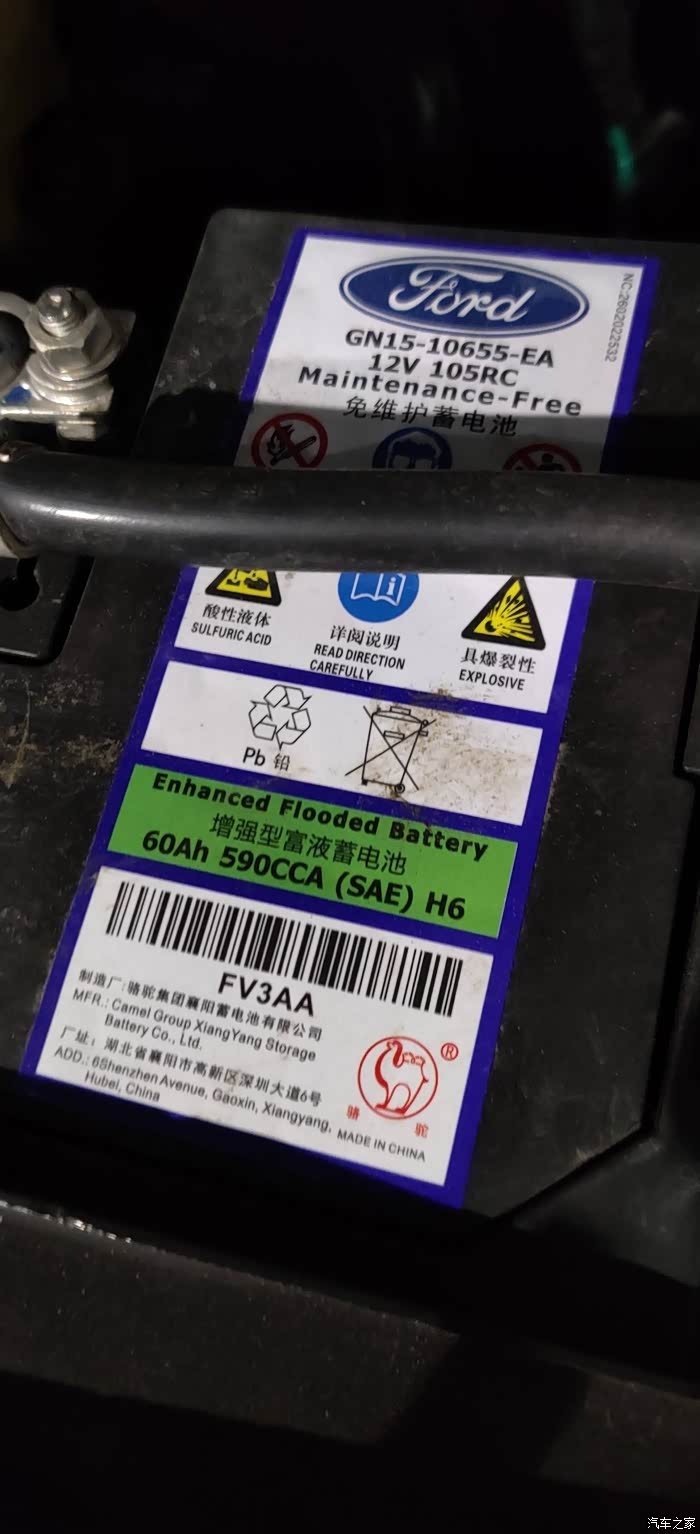 Ford
NC:2602022532
GN15-10655-EA
12V 105RC
Maintenance-Free
免维护蓄电池
酸性液体
SULFURIC ACID
详阅说明
READ DIRECTION
CAREFULLY
具爆裂性
EXPLOSIVE
Pb 铅
Enhanced Flooded Battery
增强型富液蓄电池
60Ah 590CCA (SAE) H6
FV3AA
制造厂:骆驼集团襄阳蓄电池有限公司
MFR.: Camel Group XiangYang Storage
Battery Co., Ltd.
厂址: 湖北省襄阳市高新区深圳大道6号
ADD.: 6Shenzhen Avenue, Gaoxin, Xiangyang,
Hubei, China
MADE IN CHINA
®
骆 驼
汽车之家